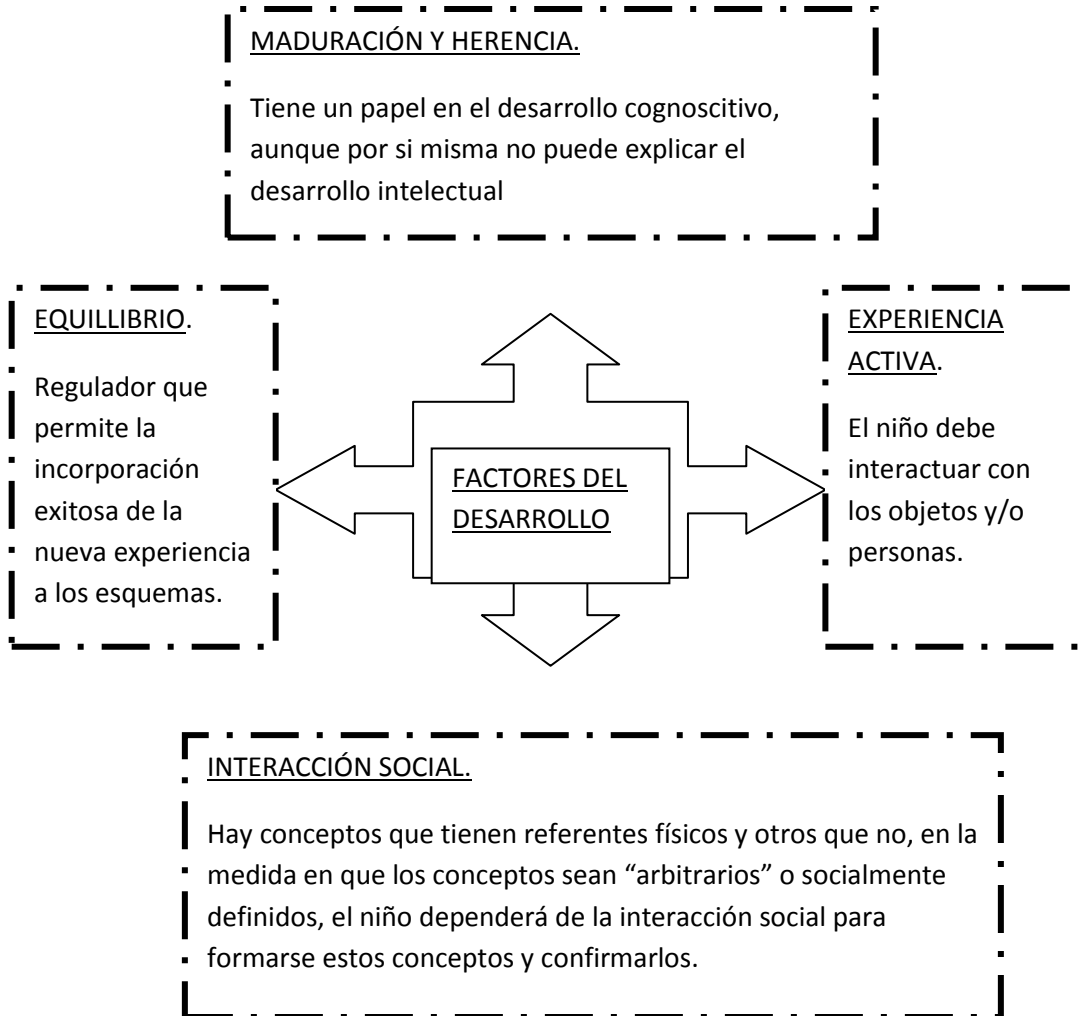 MADURACIÓN Y HERENCIA.
Tiene un papel en el desarrollo cognoscitivo,
aunque por si misma no puede explicar el
desarrollo intelectual
EQUILLIBRIO.
Regulador que
permite la
incorporación
exitosa de la
nueva experiencia
a los esquemas.
FACTORES DEL
DESARROLLO
EXPERIENCIA
ACTIVA.
El niño debe
interactuar con
los objetos y/o
personas.
INTERACCIÓN SOCIAL.
Hay conceptos que tienen referentes físicos y otros que no, en la
medida en que los conceptos sean “arbitrarios” o socialmente
definidos, el niño dependerá de la interacción social para
formarse estos conceptos y confirmarlos.